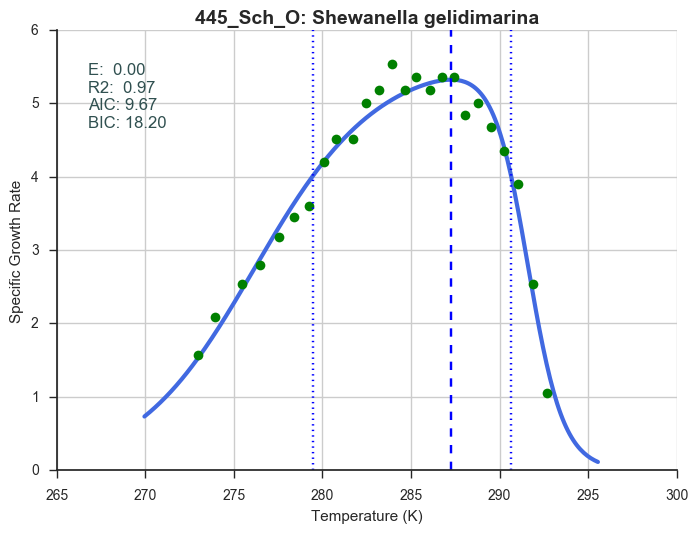 445_Sch_O: Shewanella gelidimarina
E:  0.00
R2:  0.97
AIC: 9.67
BIC: 18.20
Specific Growth Rate
6
5
4
3
2
1
0
265 270 275 280 285 290 295 300
Temperature (K)